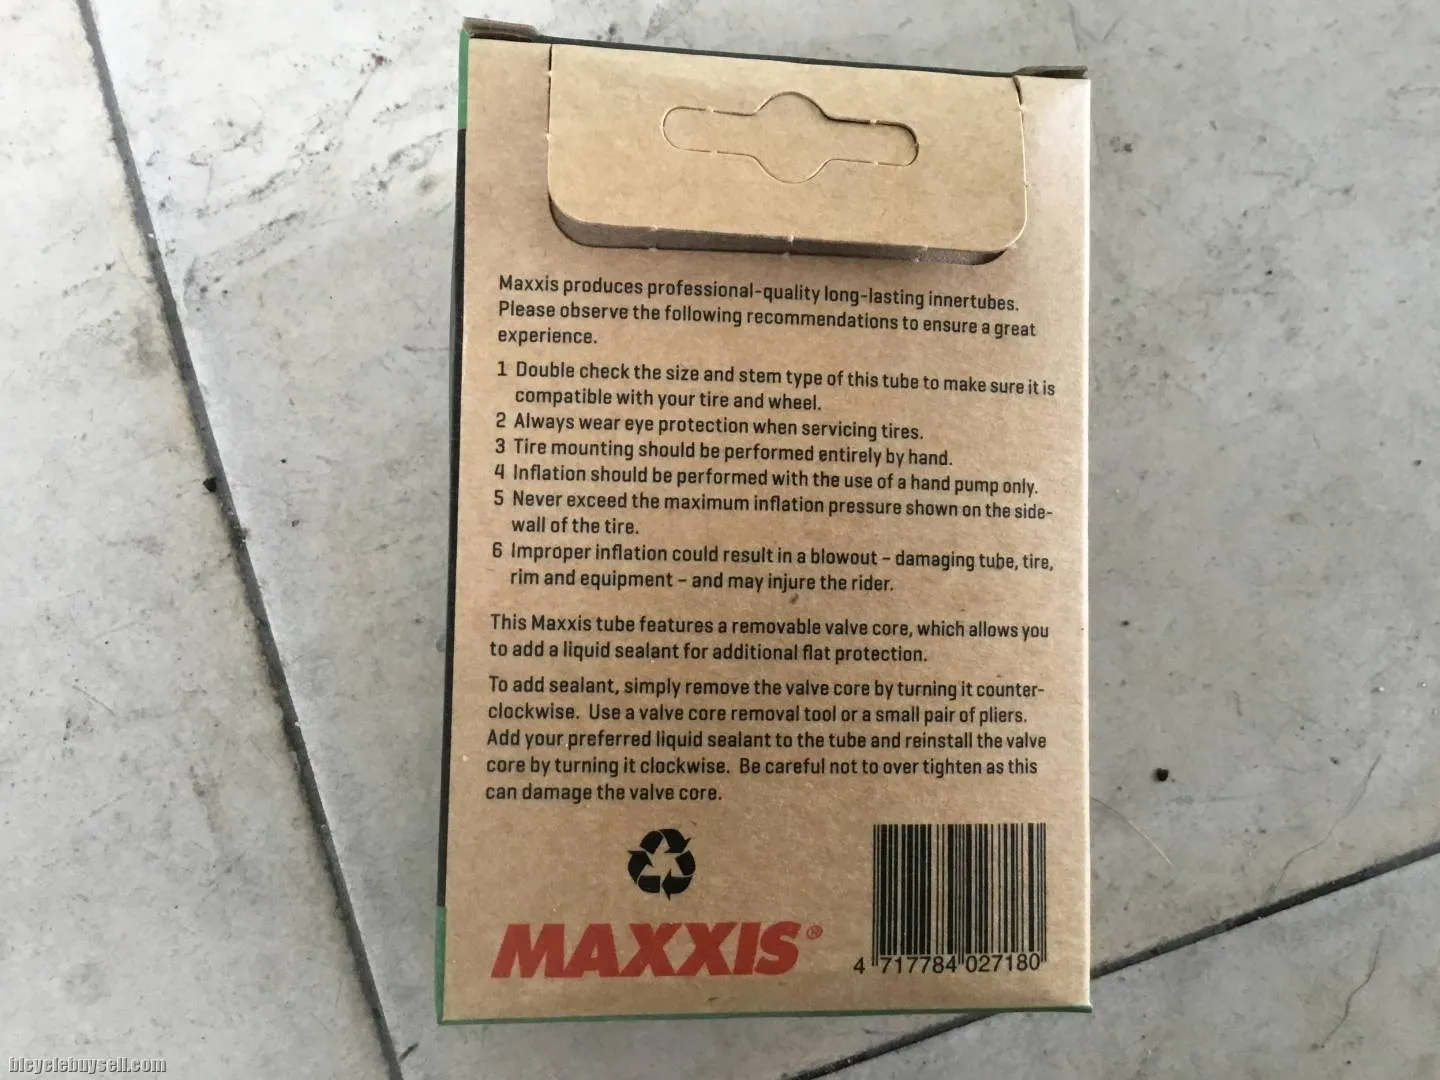 Maxxis produces professional-quality long-lasting innertubes.
Please observe the following recommendations to ensure a great
experience.
1 Double check the size and stem type of this tube to make sure it is
compatible with your tire and wheel.
2 Always wear eye protection when servicing tires.
3 Tire mounting should be performed entirely by hand.
4 Inflation should be performed with the use of a hand pump only.
5 Never exceed the maximum inflation pressure shown on the side-
wall of the tire.
6 Improper inflation could result in a blowout – damaging tube, tire,
rim and equipment – and may injure the rider.
This Maxxis tube features a removable valve core, which allows you
to add a liquid sealant for additional flat protection.
To add sealant, simply remove the valve core by turning it counter-
clockwise. Use a valve core removal tool or a small pair of pliers.
Add your preferred liquid sealant to the tube and reinstall the valve
core by turning it clockwise. Be careful not to over tighten as this
can damage the valve core.
MAXXIS®
4 717784 027180
bicyclebuysell.com